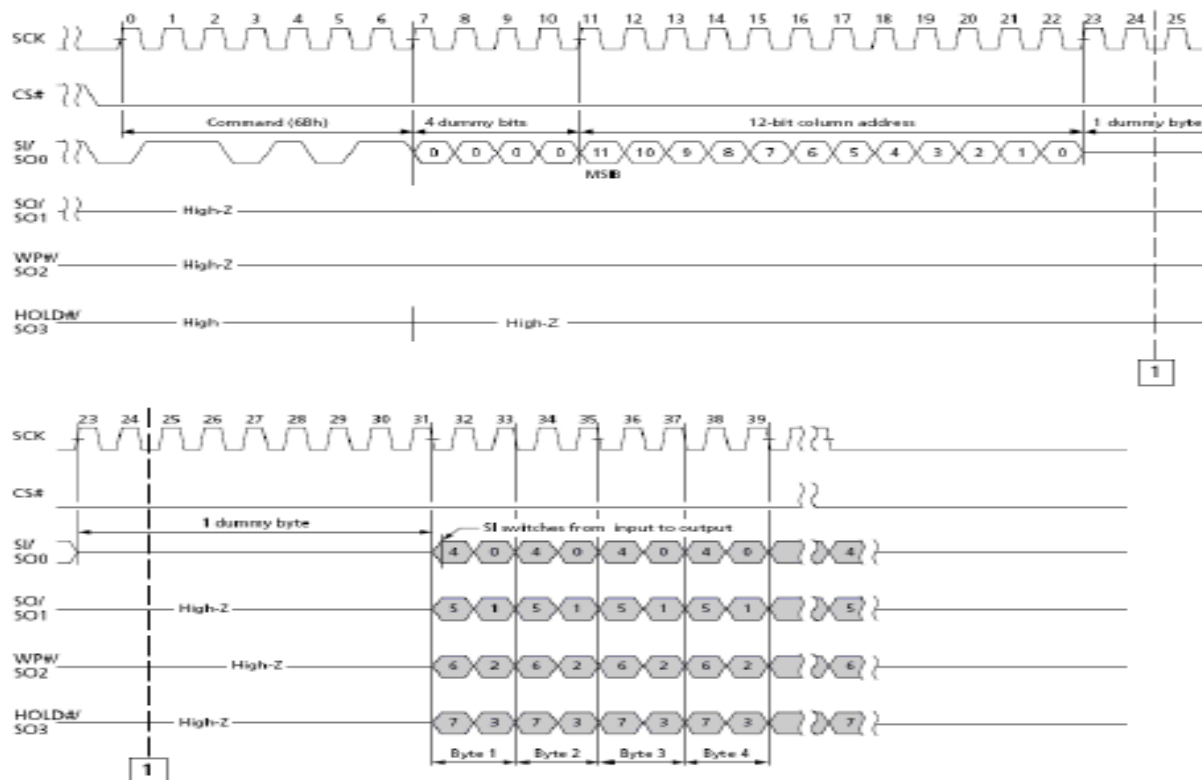 0 1 2 3 4 5 6 7 8 9 10 11 12 13 14 15 16 17 18 19 20 21 22 23 24 25
SCK
CS#
Command (6Bh) 4 dummy bits 12-bit column address 1 dummy byte
SI/
SO0
0 0 0 0 11 10 9 8 7 6 5 4 3 2 1 0
MSB
SO/
SO1
High-Z
WP#/
SO2
High-Z
HOLD#/
SO3
High High-Z
1
23 24 25 26 27 28 29 30 31 32 33 34 35 36 37 38 39
SCK
CS#
1 dummy byte SI switches from input to output
SI/
SO0
4 0 4 0 4 0 4 0 4
SO/
SO1
High-Z 5 1 5 1 5 1 5 1 5
WP#/
SO2
High-Z 6 2 6 2 6 2 6 2 6
HOLD#/
SO3
High-Z 7 3 7 3 7 3 7 3 7
Byte 1 Byte 2 Byte 3 Byte 4
1